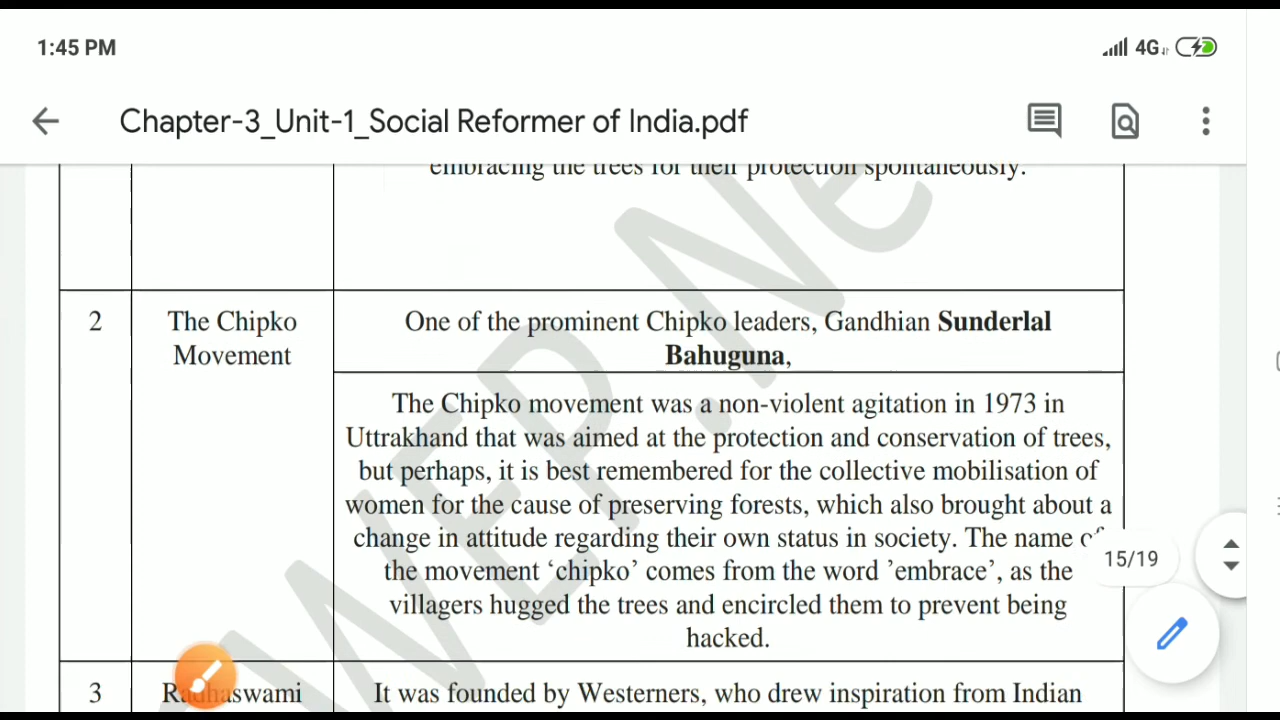 1:45 PM
4G
Chapter-3_Unit-1_Social Reformer of India.pdf
embracing the trees for their protection spontaneously.
2
The Chipko
Movement
One of the prominent Chipko leaders, Gandhian Sunderlal
Bahuguna,
The Chipko movement was a non-violent agitation in 1973 in
Uttrakhand that was aimed at the protection and conservation of trees,
but perhaps, it is best remembered for the collective mobilisation of
women for the cause of preserving forests, which also brought about a
change in attitude regarding their own status in society. The name of
the movement ‘chipko’ comes from the word ’embrace’, as the
villagers hugged the trees and encircled them to prevent being
hacked.
15/19
3
Radhaswami
It was founded by Westerners, who drew inspiration from Indian